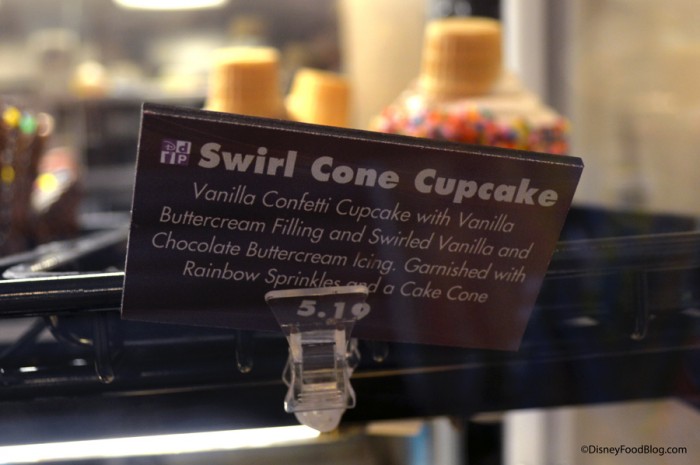 Swirl Cone Cupcake
Vanilla Confetti Cupcake with Vanilla
Buttercream Filling and Swirled Vanilla and
Chocolate Buttercream Icing. Garnished with
Rainbow Sprinkles and a Cake Cone
5.19
©DisneyFoodBlog.com